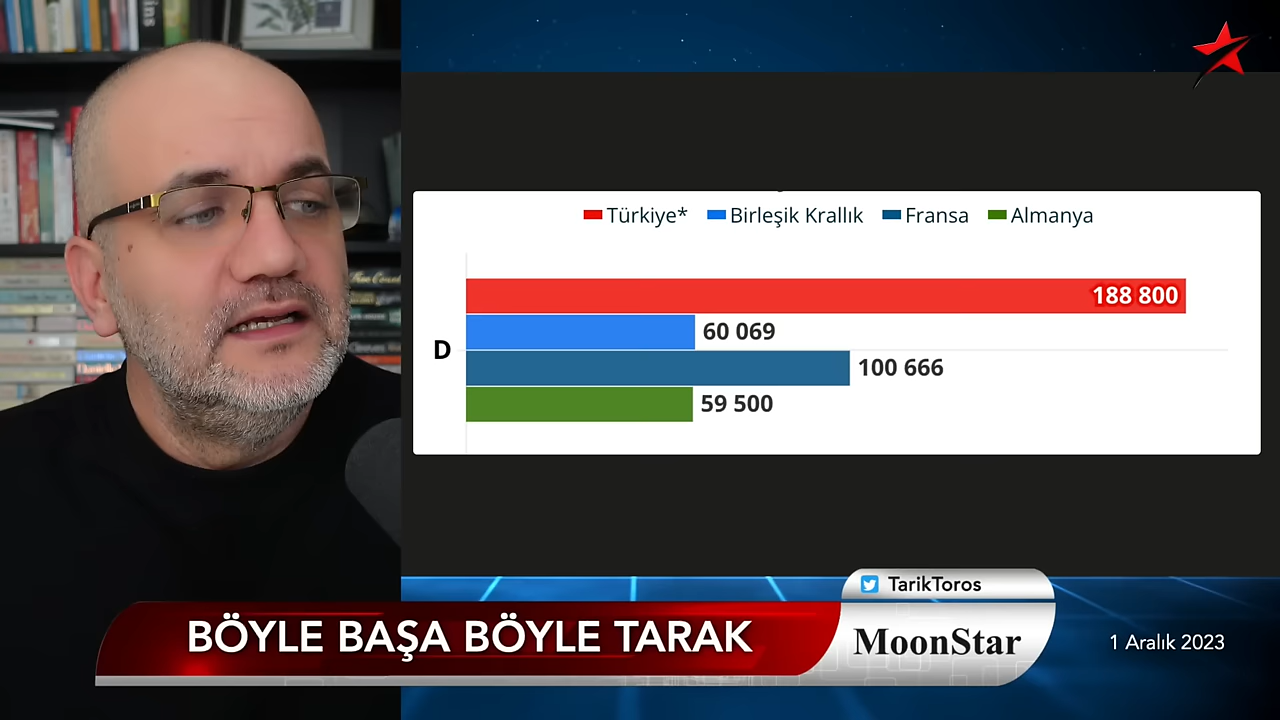 Türkiye* Birleşik Krallık Fransa Almanya
188 800
60 069
D
100 666
59 500
TarikToros
BÖYLE BAŞA BÖYLE TARAK
MoonStar
1 Aralık 2023